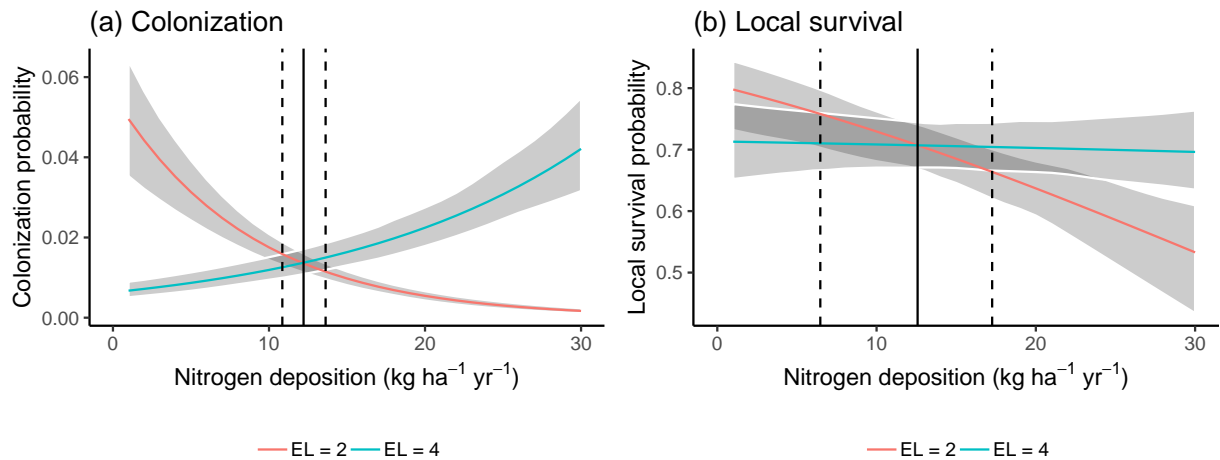 (a) Colonization
Colonization probability
0.06
0.04
0.02
0.00
0
10
20
30
Nitrogen deposition (kg ha⁻¹ yr⁻¹)
EL = 2 EL = 4
(b) Local survival
Local survival probability
0.8
0.7
0.6
0.5
0
10
20
30
Nitrogen deposition (kg ha⁻¹ yr⁻¹)
EL = 2 EL = 4